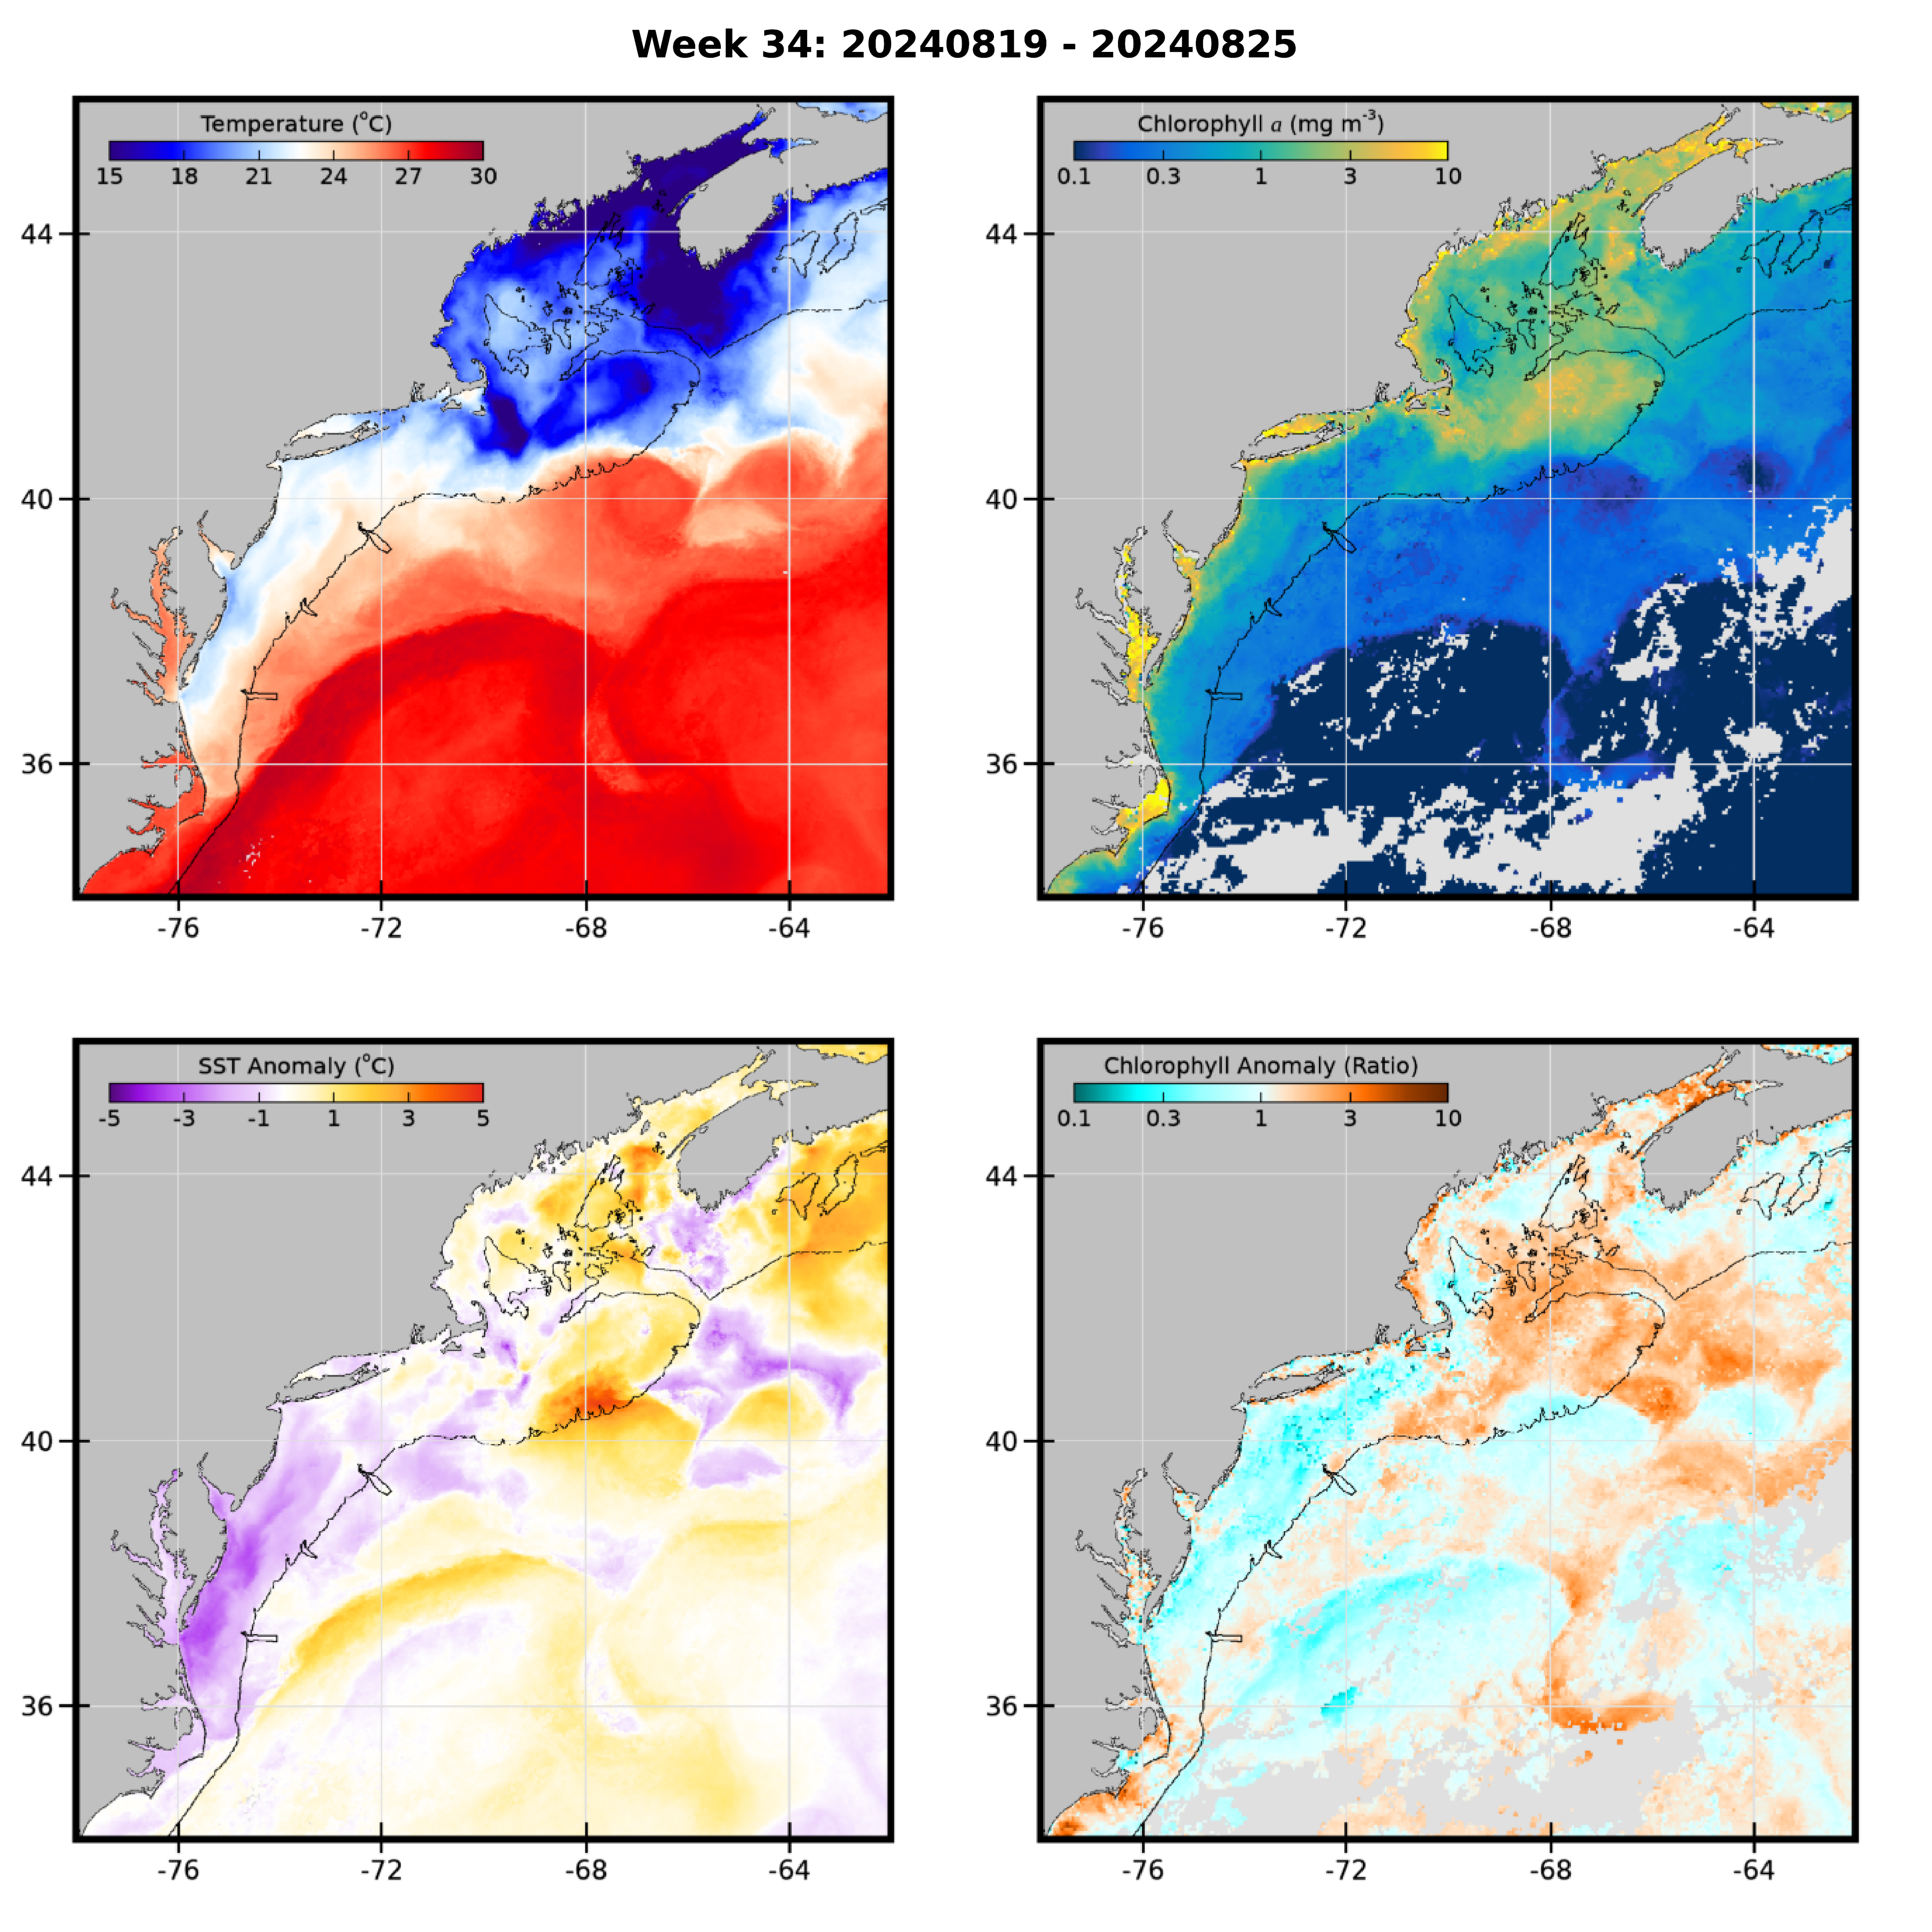 Week 34: 20240819 - 20240825
Temperature (°C)
15 18 21 24 27 30
44
40
36
-76 -72 -68 -64
Chlorophyll a (mg m-3)
0.1 0.3 1 3 10
44
40
36
-76 -72 -68 -64
SST Anomaly (°C)
-5 -3 -1 1 3 5
44
40
36
-76 -72 -68 -64
Chlorophyll Anomaly (Ratio)
0.1 0.3 1 3 10
44
40
36
-76 -72 -68 -64